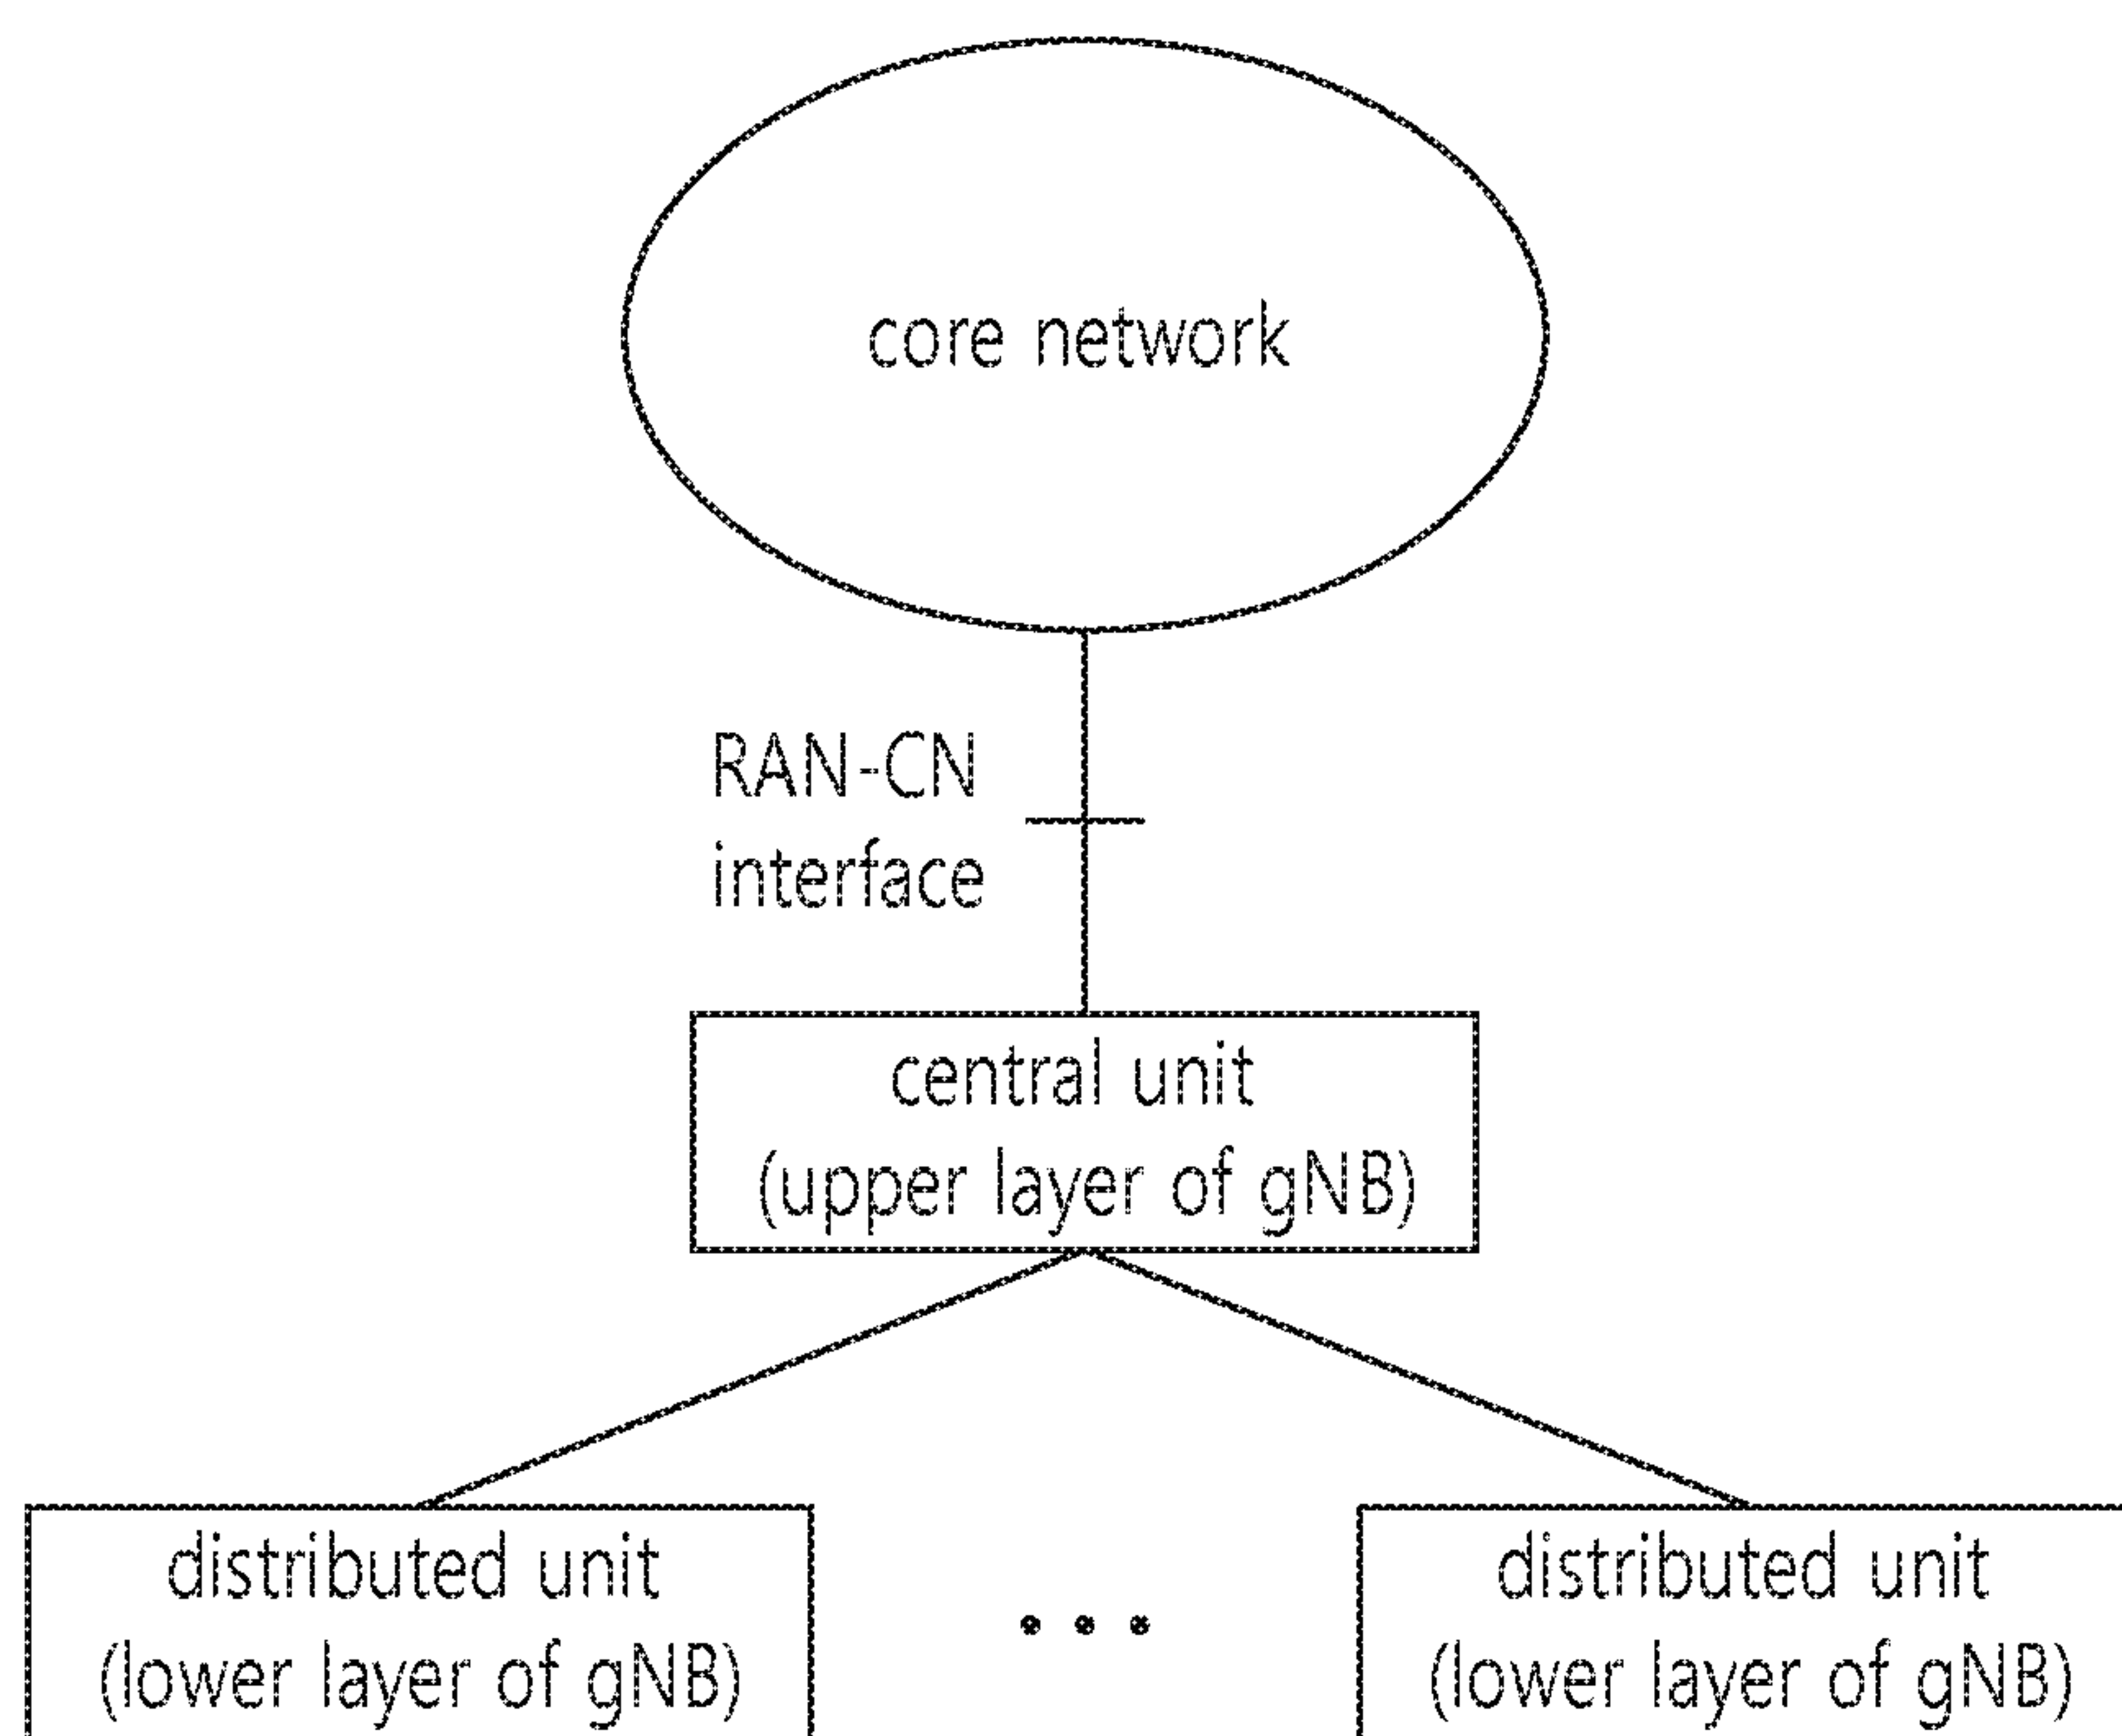 core network
RAN-CN
interface
central unit
(upper layer of gNB)
distributed unit
(lower layer of gNB)
distributed unit
(lower layer of gNB)